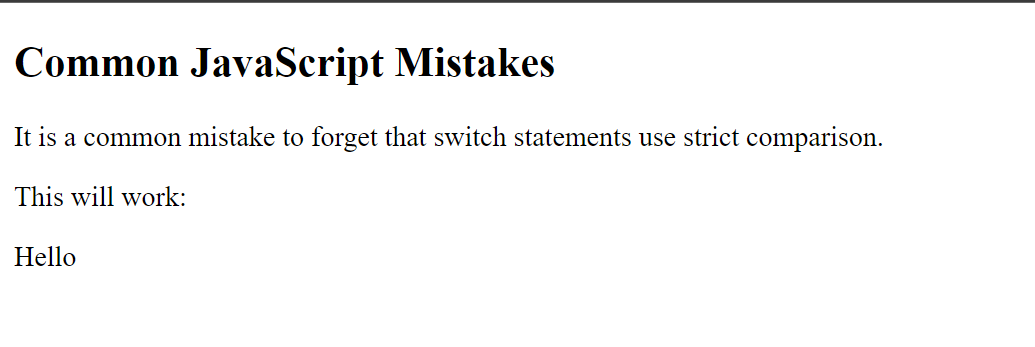 Common JavaScript Mistakes
It is a common mistake to forget that switch statements use strict comparison.
This will work:
Hello